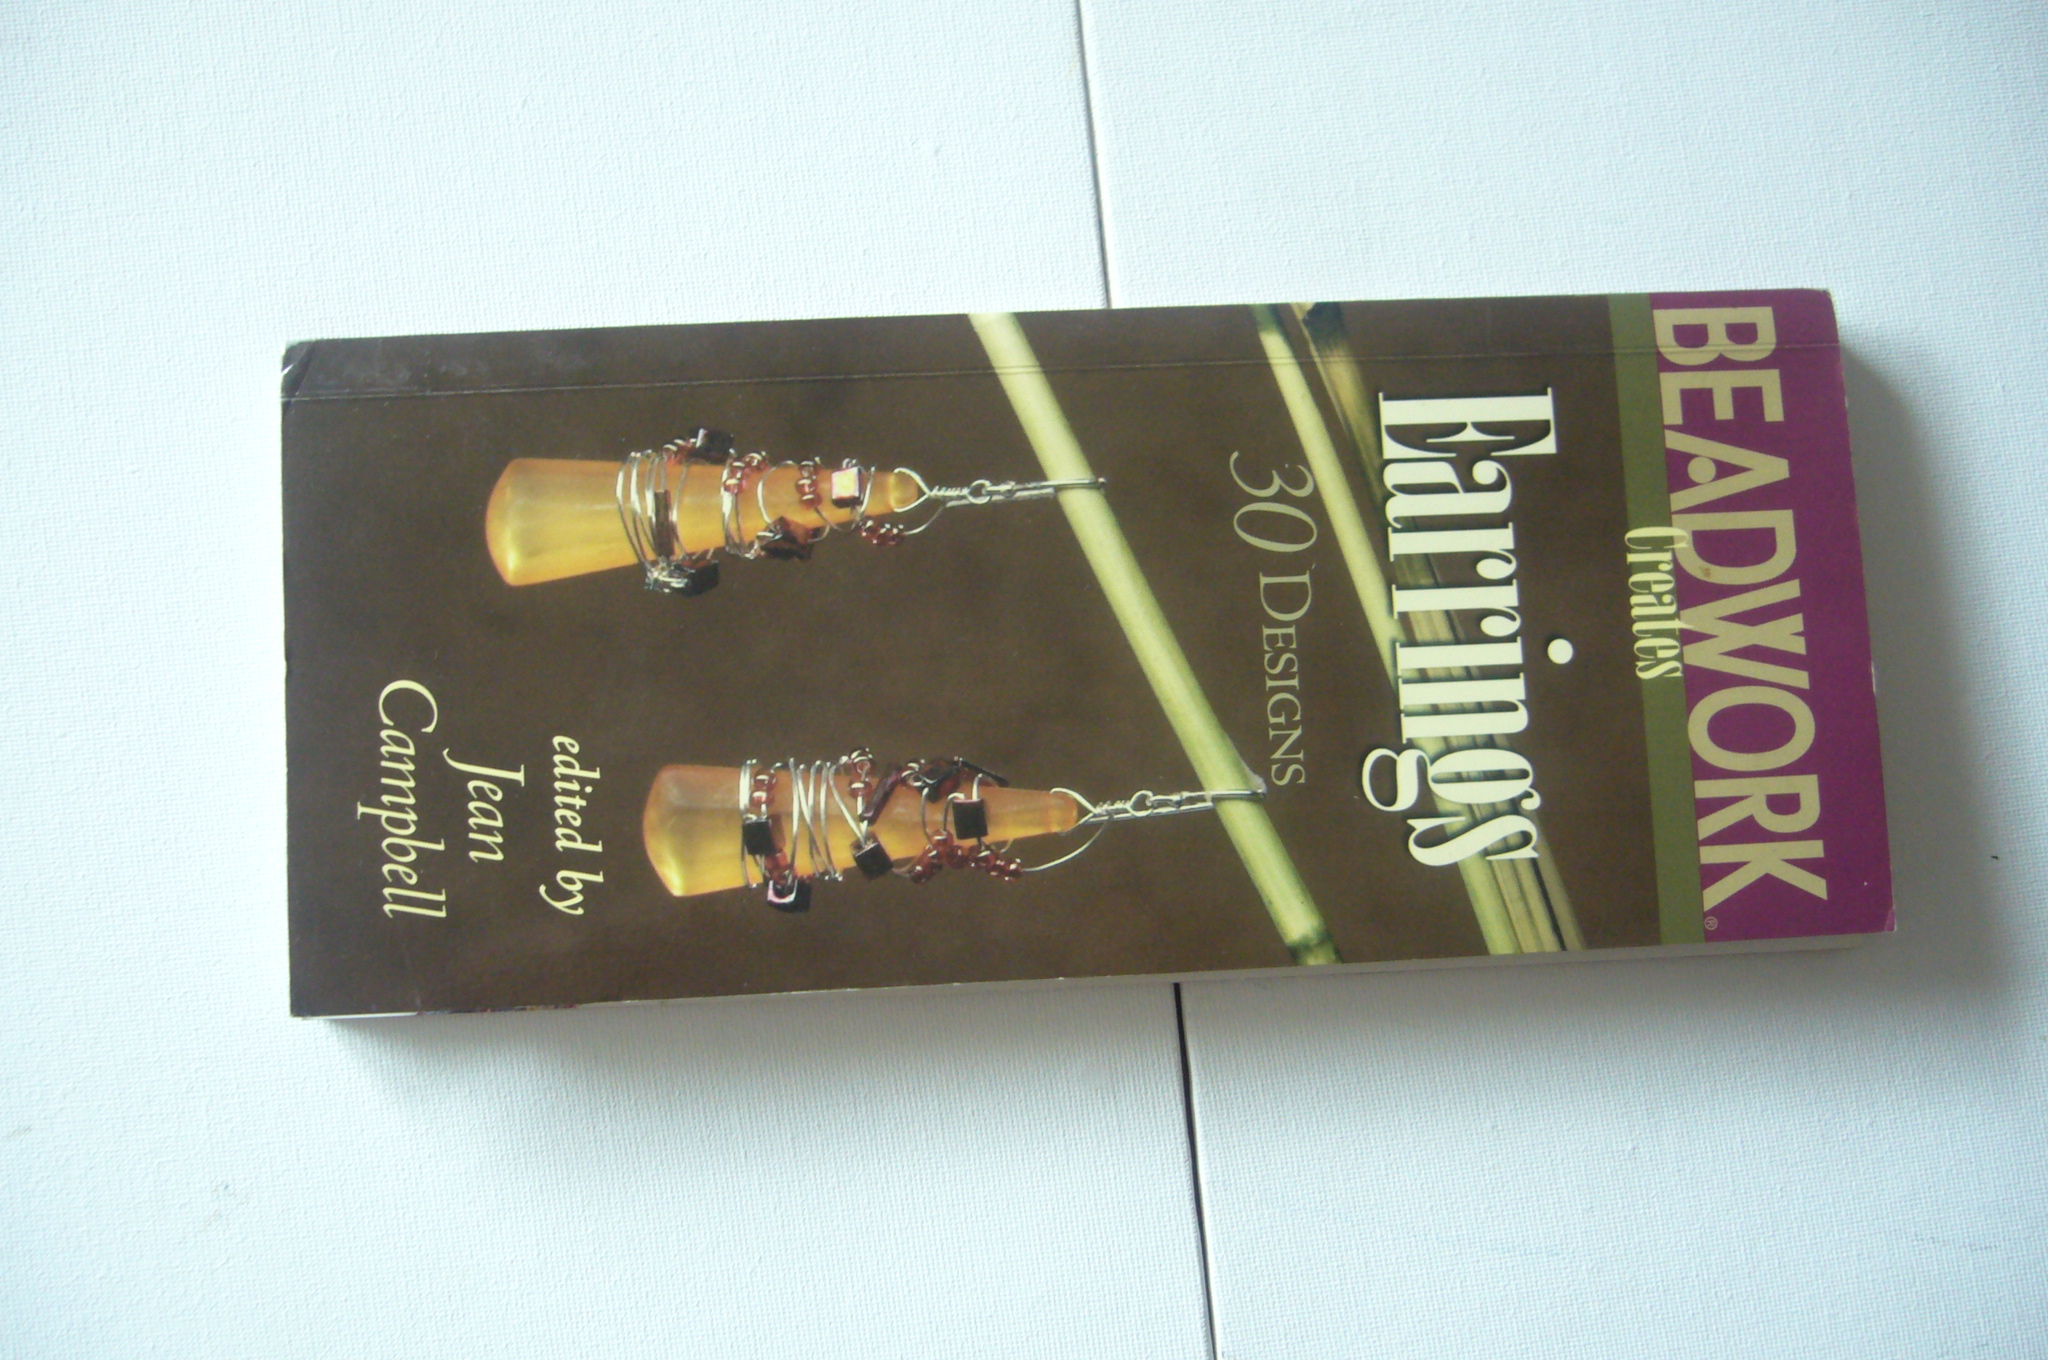 BEADWORK®
Creates
Earrings
30 DESIGNS
edited by
Jean
Campbell